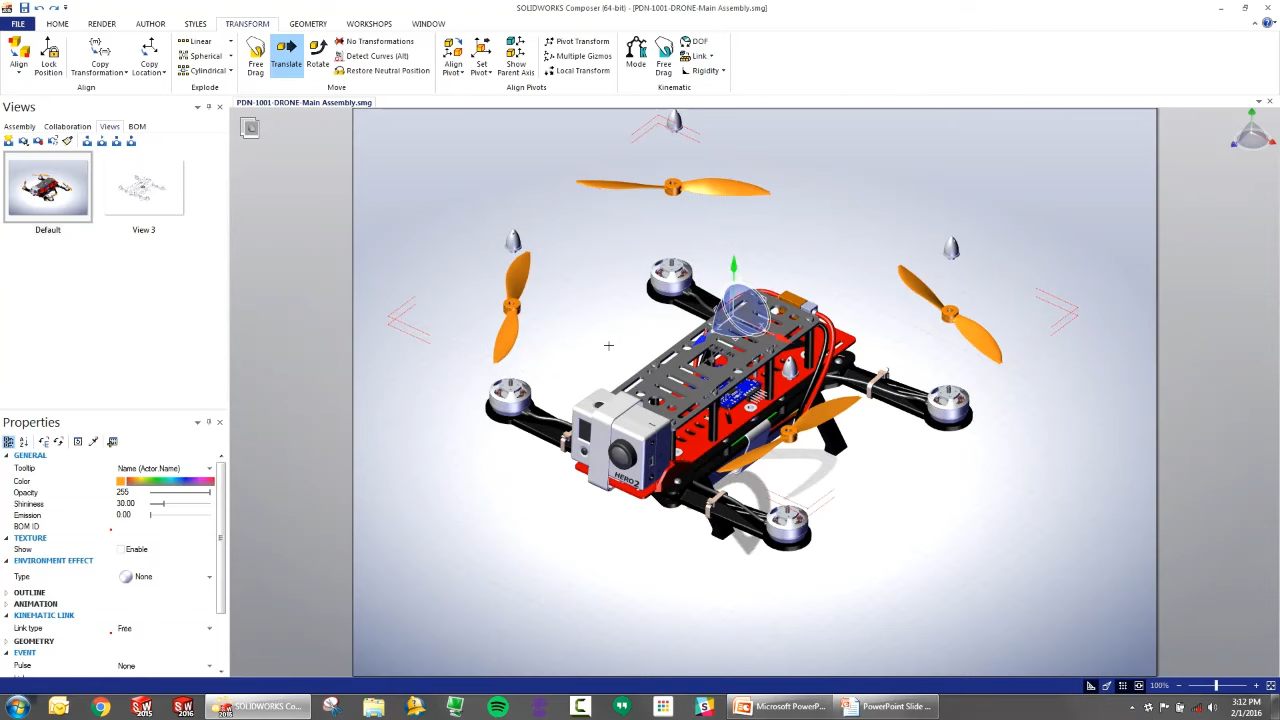 SOLIDWORKS Composer (64-bit) - [PDN-1001-DRONE-Main Assembly.smg]
FILE HOME RENDER AUTHOR STYLES TRANSFORM GEOMETRY WORKSHOPS WINDOW
Align
Lock Position
Copy Transformation
Copy Location
Linear
Spherical
Cylindrical
Free Drag
Translate
Rotate
No Transformations
Detect Curves (Alt)
Restore Neutral Position
Align Pivot
Set Pivot
Show Parent Axis
Pivot Transform
Multiple Gizmos
Local Transform
Mode
Free Drag
DOF
Link
Rigidity
Align Explode Move Align Pivots Kinematic
Views
PDN-1001-DRONE-Main Assembly.smg
Assembly Collaboration Views BOM
Default View 3
HERO2
Properties
GENERAL
Tooltip Name (Actor.Name)
Color
Opacity 255
Shininess 30.00
Emission 0.00
BOM ID
TEXTURE
Show Enable
ENVIRONMENT EFFECT
Type None
OUTLINE
ANIMATION
KINEMATIC LINK
Link type Free
GEOMETRY
EVENT
Pulse None
100%
2015
2016
2015
SOLIDWORKS Co...
Microsoft PowerP...
PowerPoint Slide ...
3:12 PM
2/1/2016